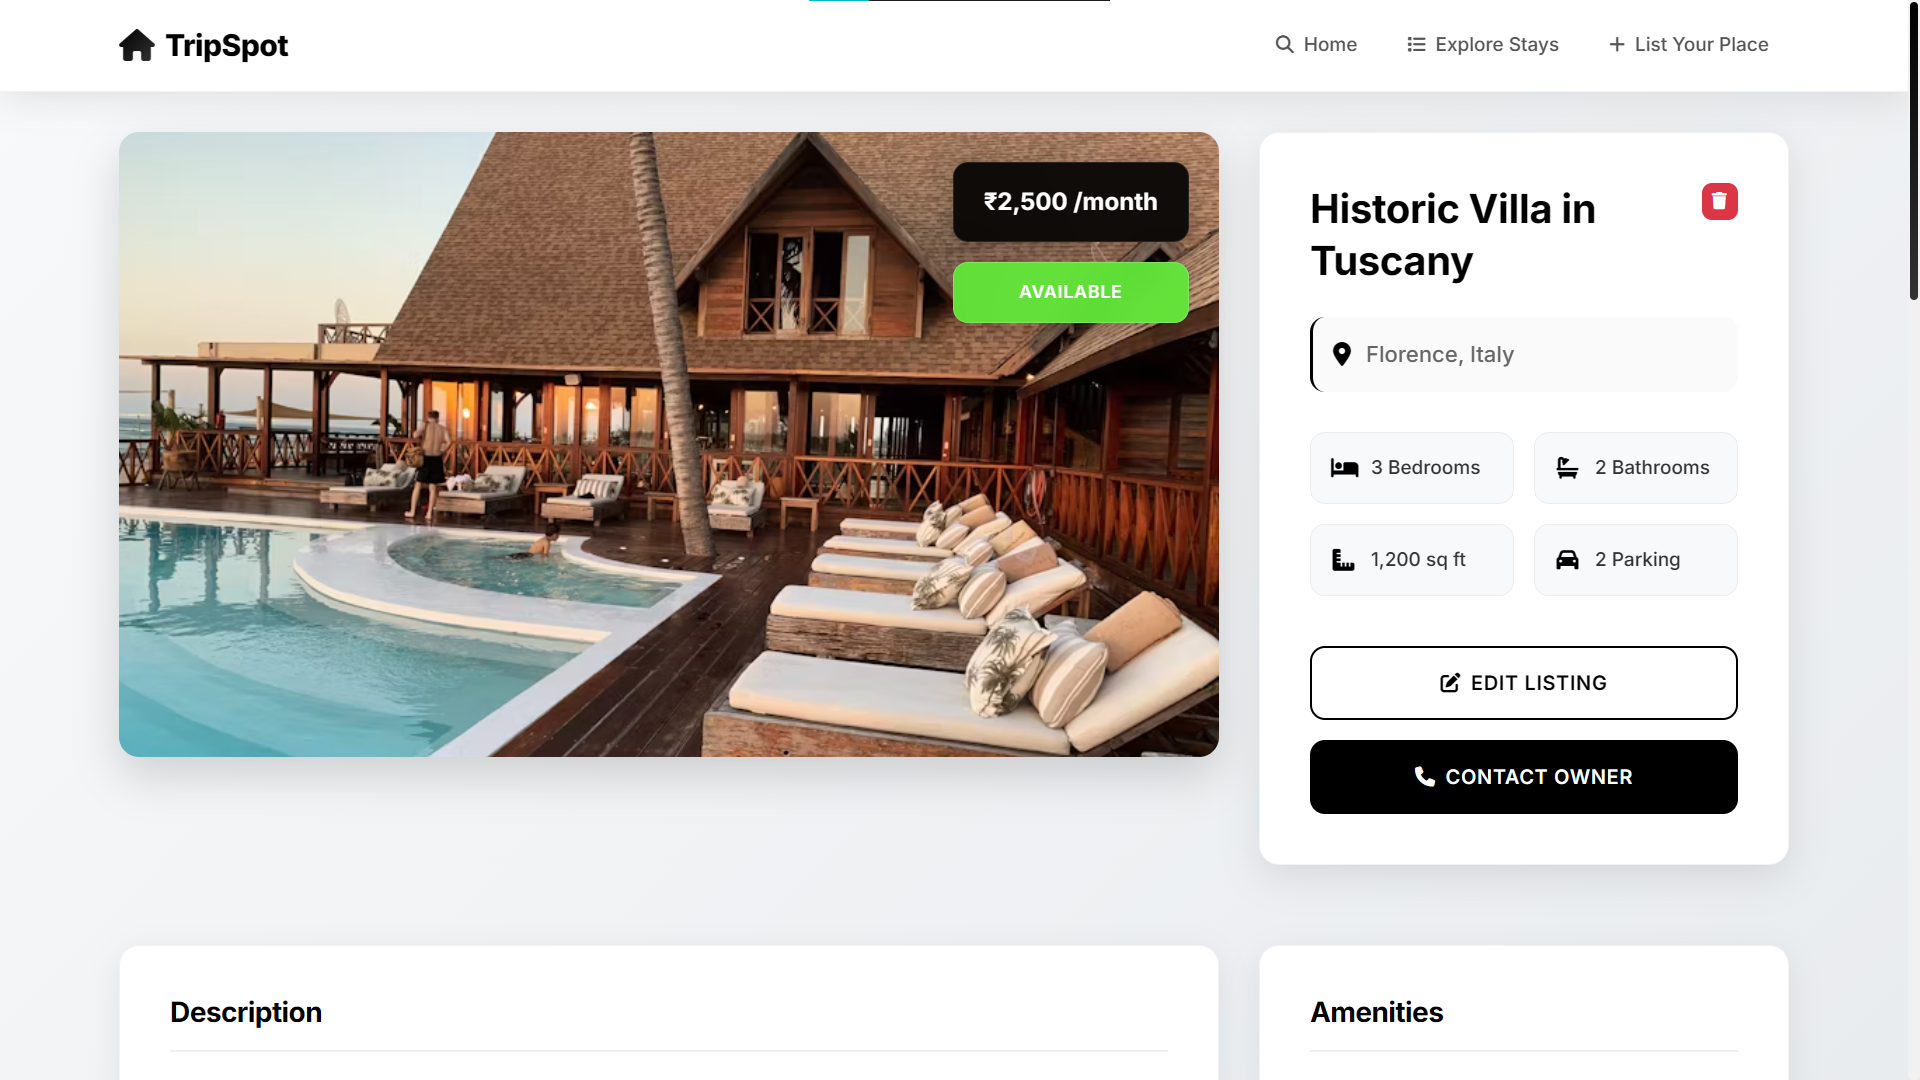 TripSpot
Home
Explore Stays
List Your Place
₹2,500 /month
AVAILABLE
Historic Villa in
Tuscany
Florence, Italy
3 Bedrooms
2 Bathrooms
1,200 sq ft
2 Parking
EDIT LISTING
CONTACT OWNER
Description
Amenities